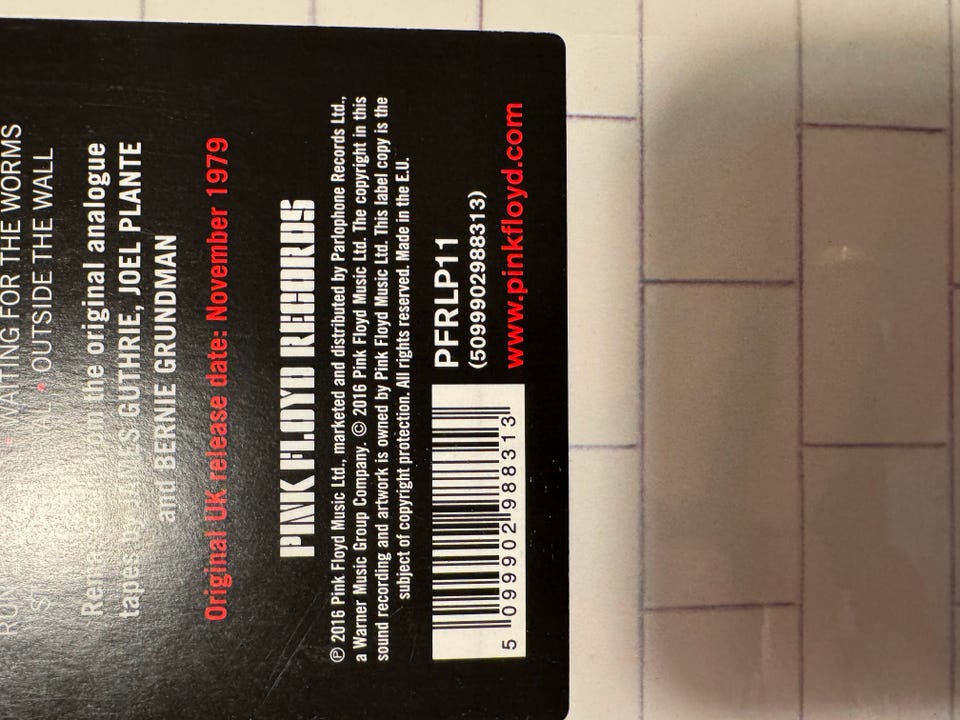 RUN
WAITING FOR THE WORMS
• OUTSIDE THE WALL
the original analogue
tapes GUTHRIE, JOEL PLANTE
and BERNIE GRUNDMAN
Original UK release date: November 1979
PINK FLOYD RECORDS
℗ 2016 Pink Floyd Music Ltd., marketed and distributed by Parlophone Records Ltd.,
a Warner Music Group Company. © 2016 Pink Floyd Music Ltd. The copyright in this
sound recording and artwork is owned by Pink Floyd Music Ltd. This label copy is the
subject of copyright protection. All rights reserved. Made in the E.U.
PFRLP11
(5099902988313)
www.pinkfloyd.com
5 099902 988313